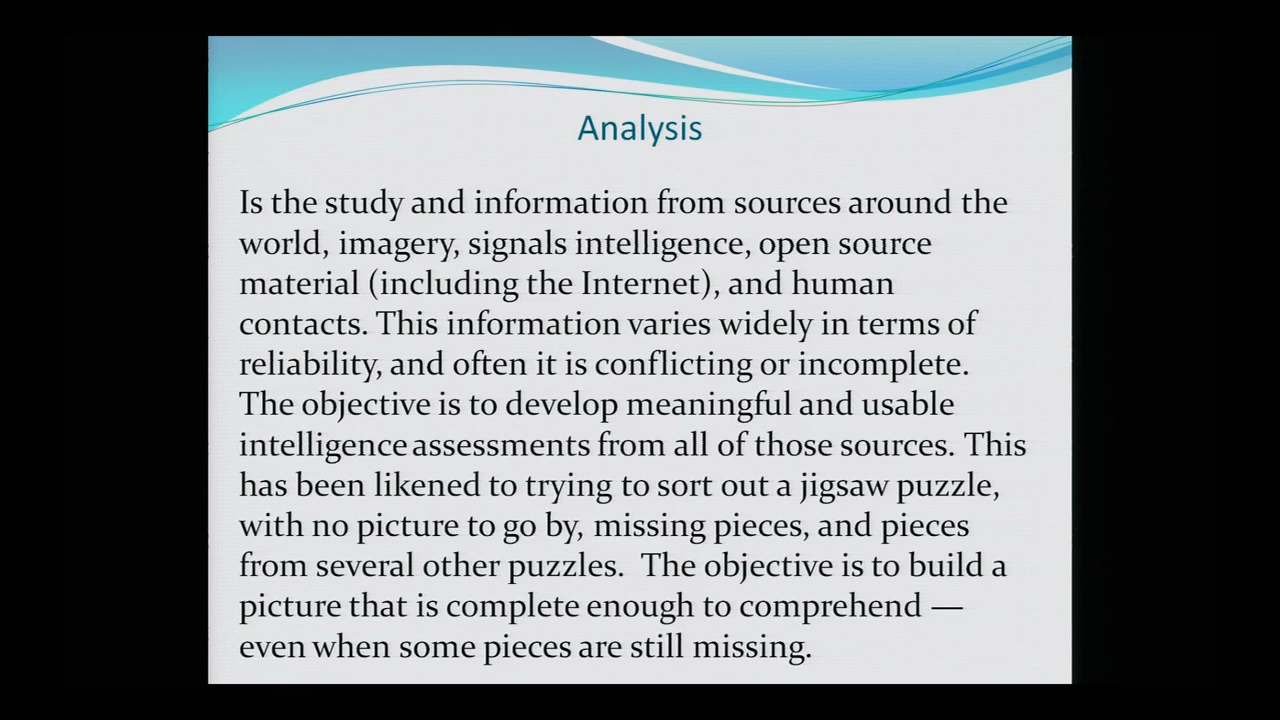 Analysis
Is the study and information from sources around the
world, imagery, signals intelligence, open source
material (including the Internet), and human
contacts. This information varies widely in terms of
reliability, and often it is conflicting or incomplete.
The objective is to develop meaningful and usable
intelligence assessments from all of those sources. This
has been likened to trying to sort out a jigsaw puzzle,
with no picture to go by, missing pieces, and pieces
from several other puzzles. The objective is to build a
picture that is complete enough to comprehend —
even when some pieces are still missing.